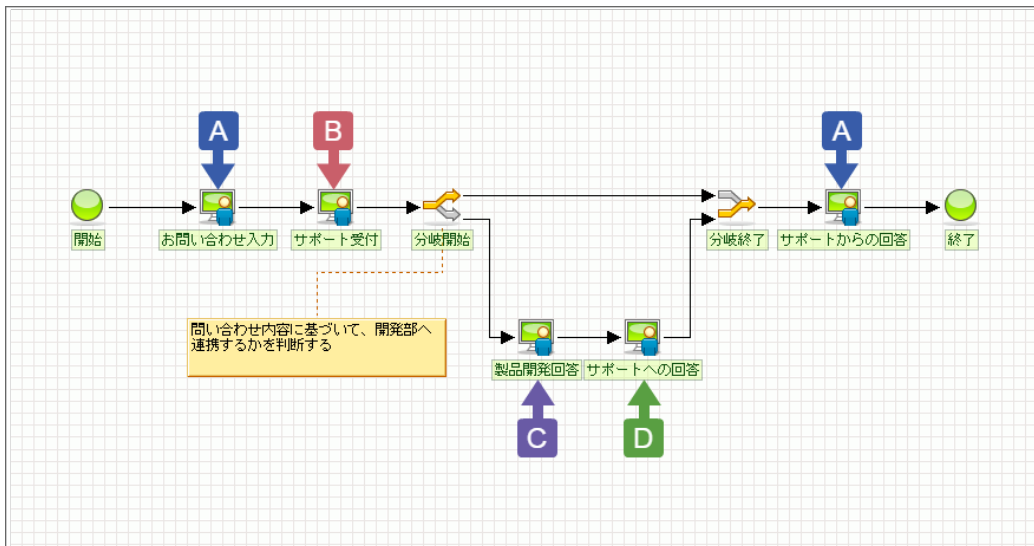 A
B
A
開始
お問い合わせ入力
サポート受付
分岐開始
分岐終了
サポートからの回答
終了
問い合わせ内容に基づいて、開発部へ
連携するかを判断する
製品開発回答
サポートへの回答
C
D